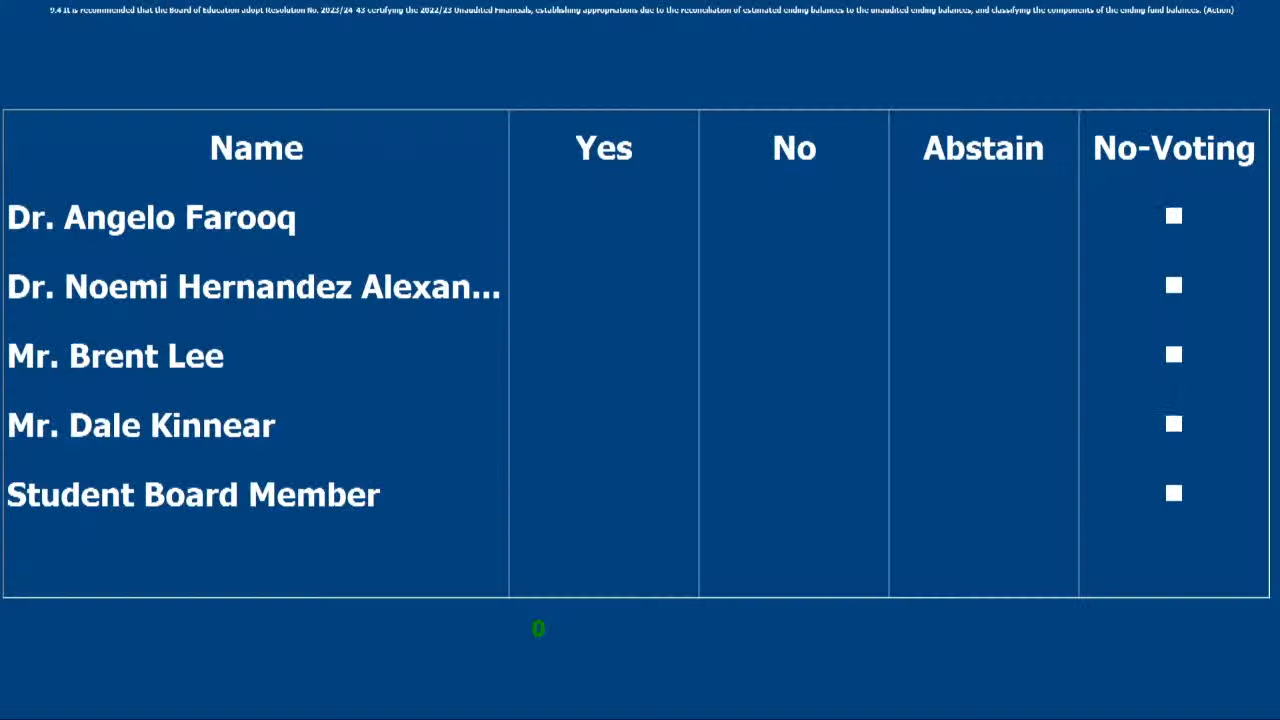 9.4 It is recommended that the Board of Education adopt Resolution No. 2023/24-43 certifying the 2022/23 Unaudited Financials, establishing appropriations due to the reconciliation of estimated ending balances to the unaudited ending balances, and classifying the components of the ending fund balances. (Action)
Name Yes No Abstain No-Voting
Dr. Angelo Farooq
Dr. Noemi Hernandez Alexan...
Mr. Brent Lee
Mr. Dale Kinnear
Student Board Member
0